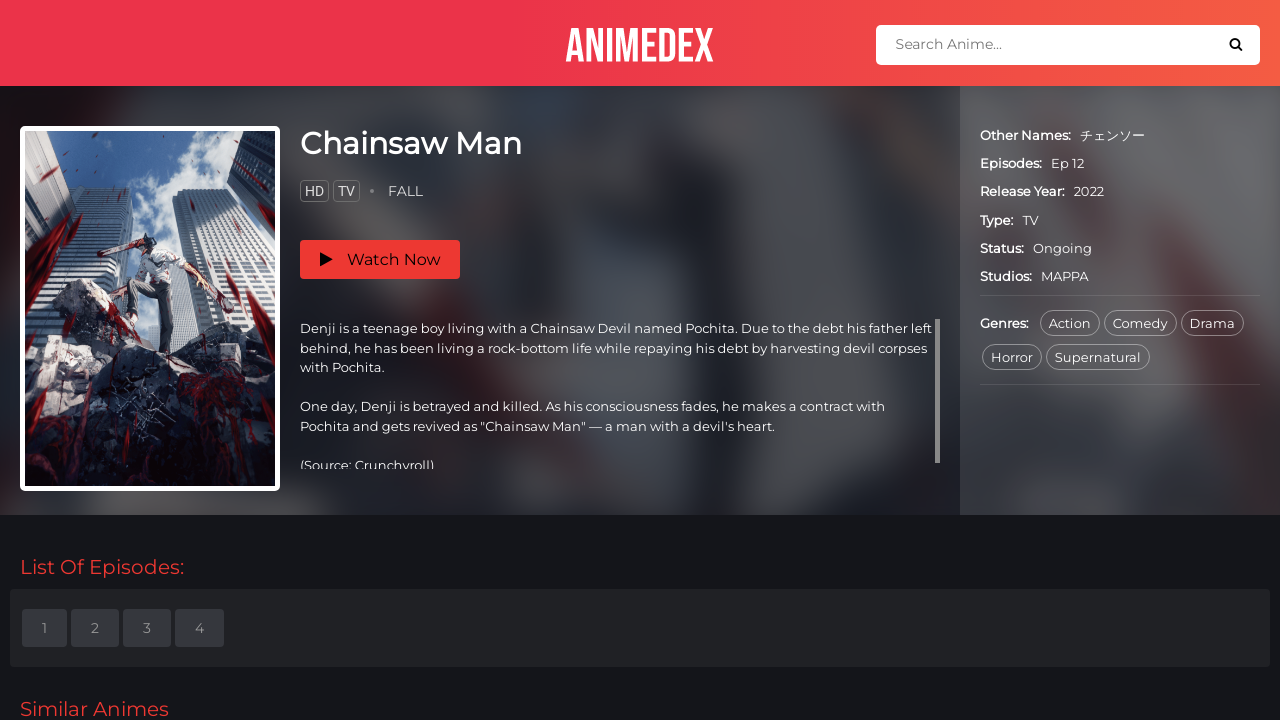 ANIMEDEX
Search Anime...
Chainsaw Man
HD TV • FALL
Watch Now
Denji is a teenage boy living with a Chainsaw Devil named Pochita. Due to the debt his father left
behind, he has been living a rock-bottom life while repaying his debt by harvesting devil corpses
with Pochita.
One day, Denji is betrayed and killed. As his consciousness fades, he makes a contract with
Pochita and gets revived as "Chainsaw Man" — a man with a devil's heart.
(Source: Crunchyroll)
Other Names: チェンソー
Episodes: Ep 12
Release Year: 2022
Type: TV
Status: Ongoing
Studios: MAPPA
Genres: Action Comedy Drama
Horror Supernatural
List Of Episodes:
1 2 3 4
Similar Animes